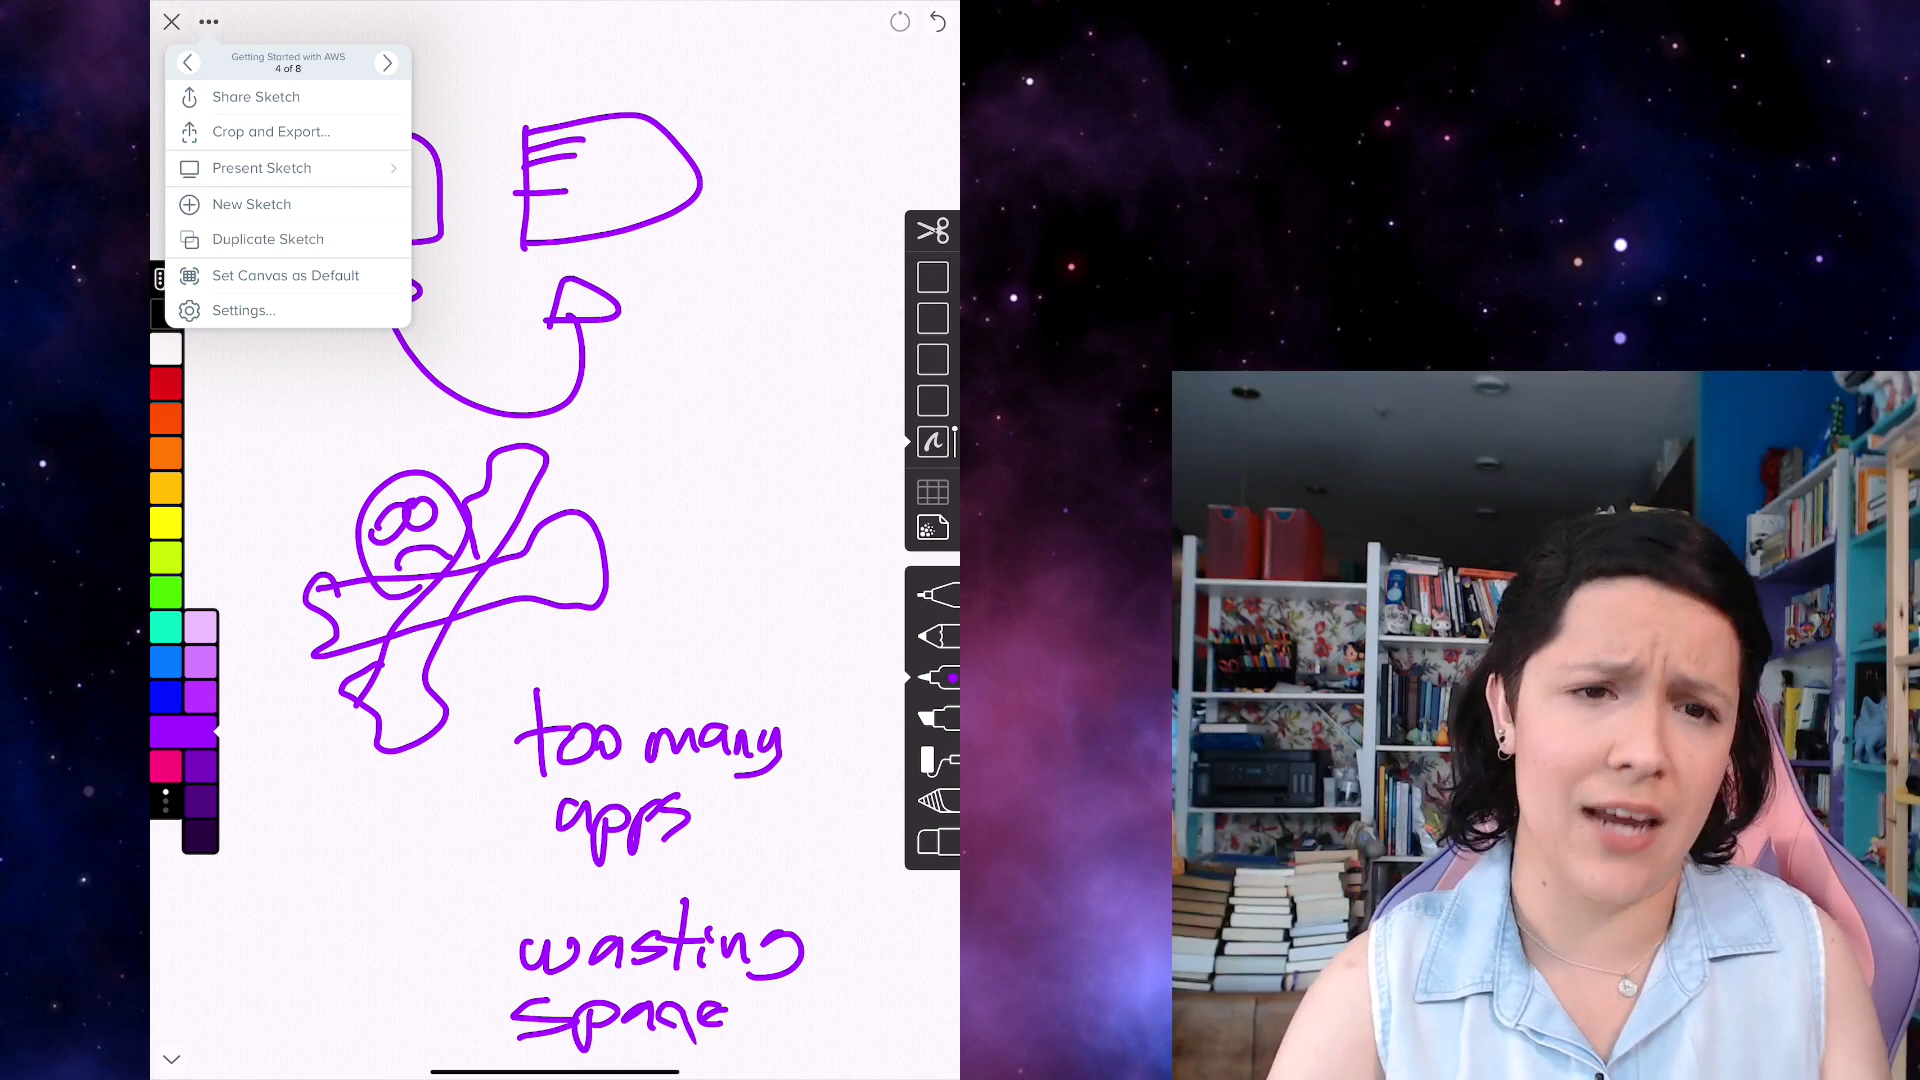 Getting Started with AWS
4 of 8
Share Sketch
Crop and Export...
Present Sketch
New Sketch
Duplicate Sketch
Set Canvas as Default
Settings...
too many
apps
wasting
space